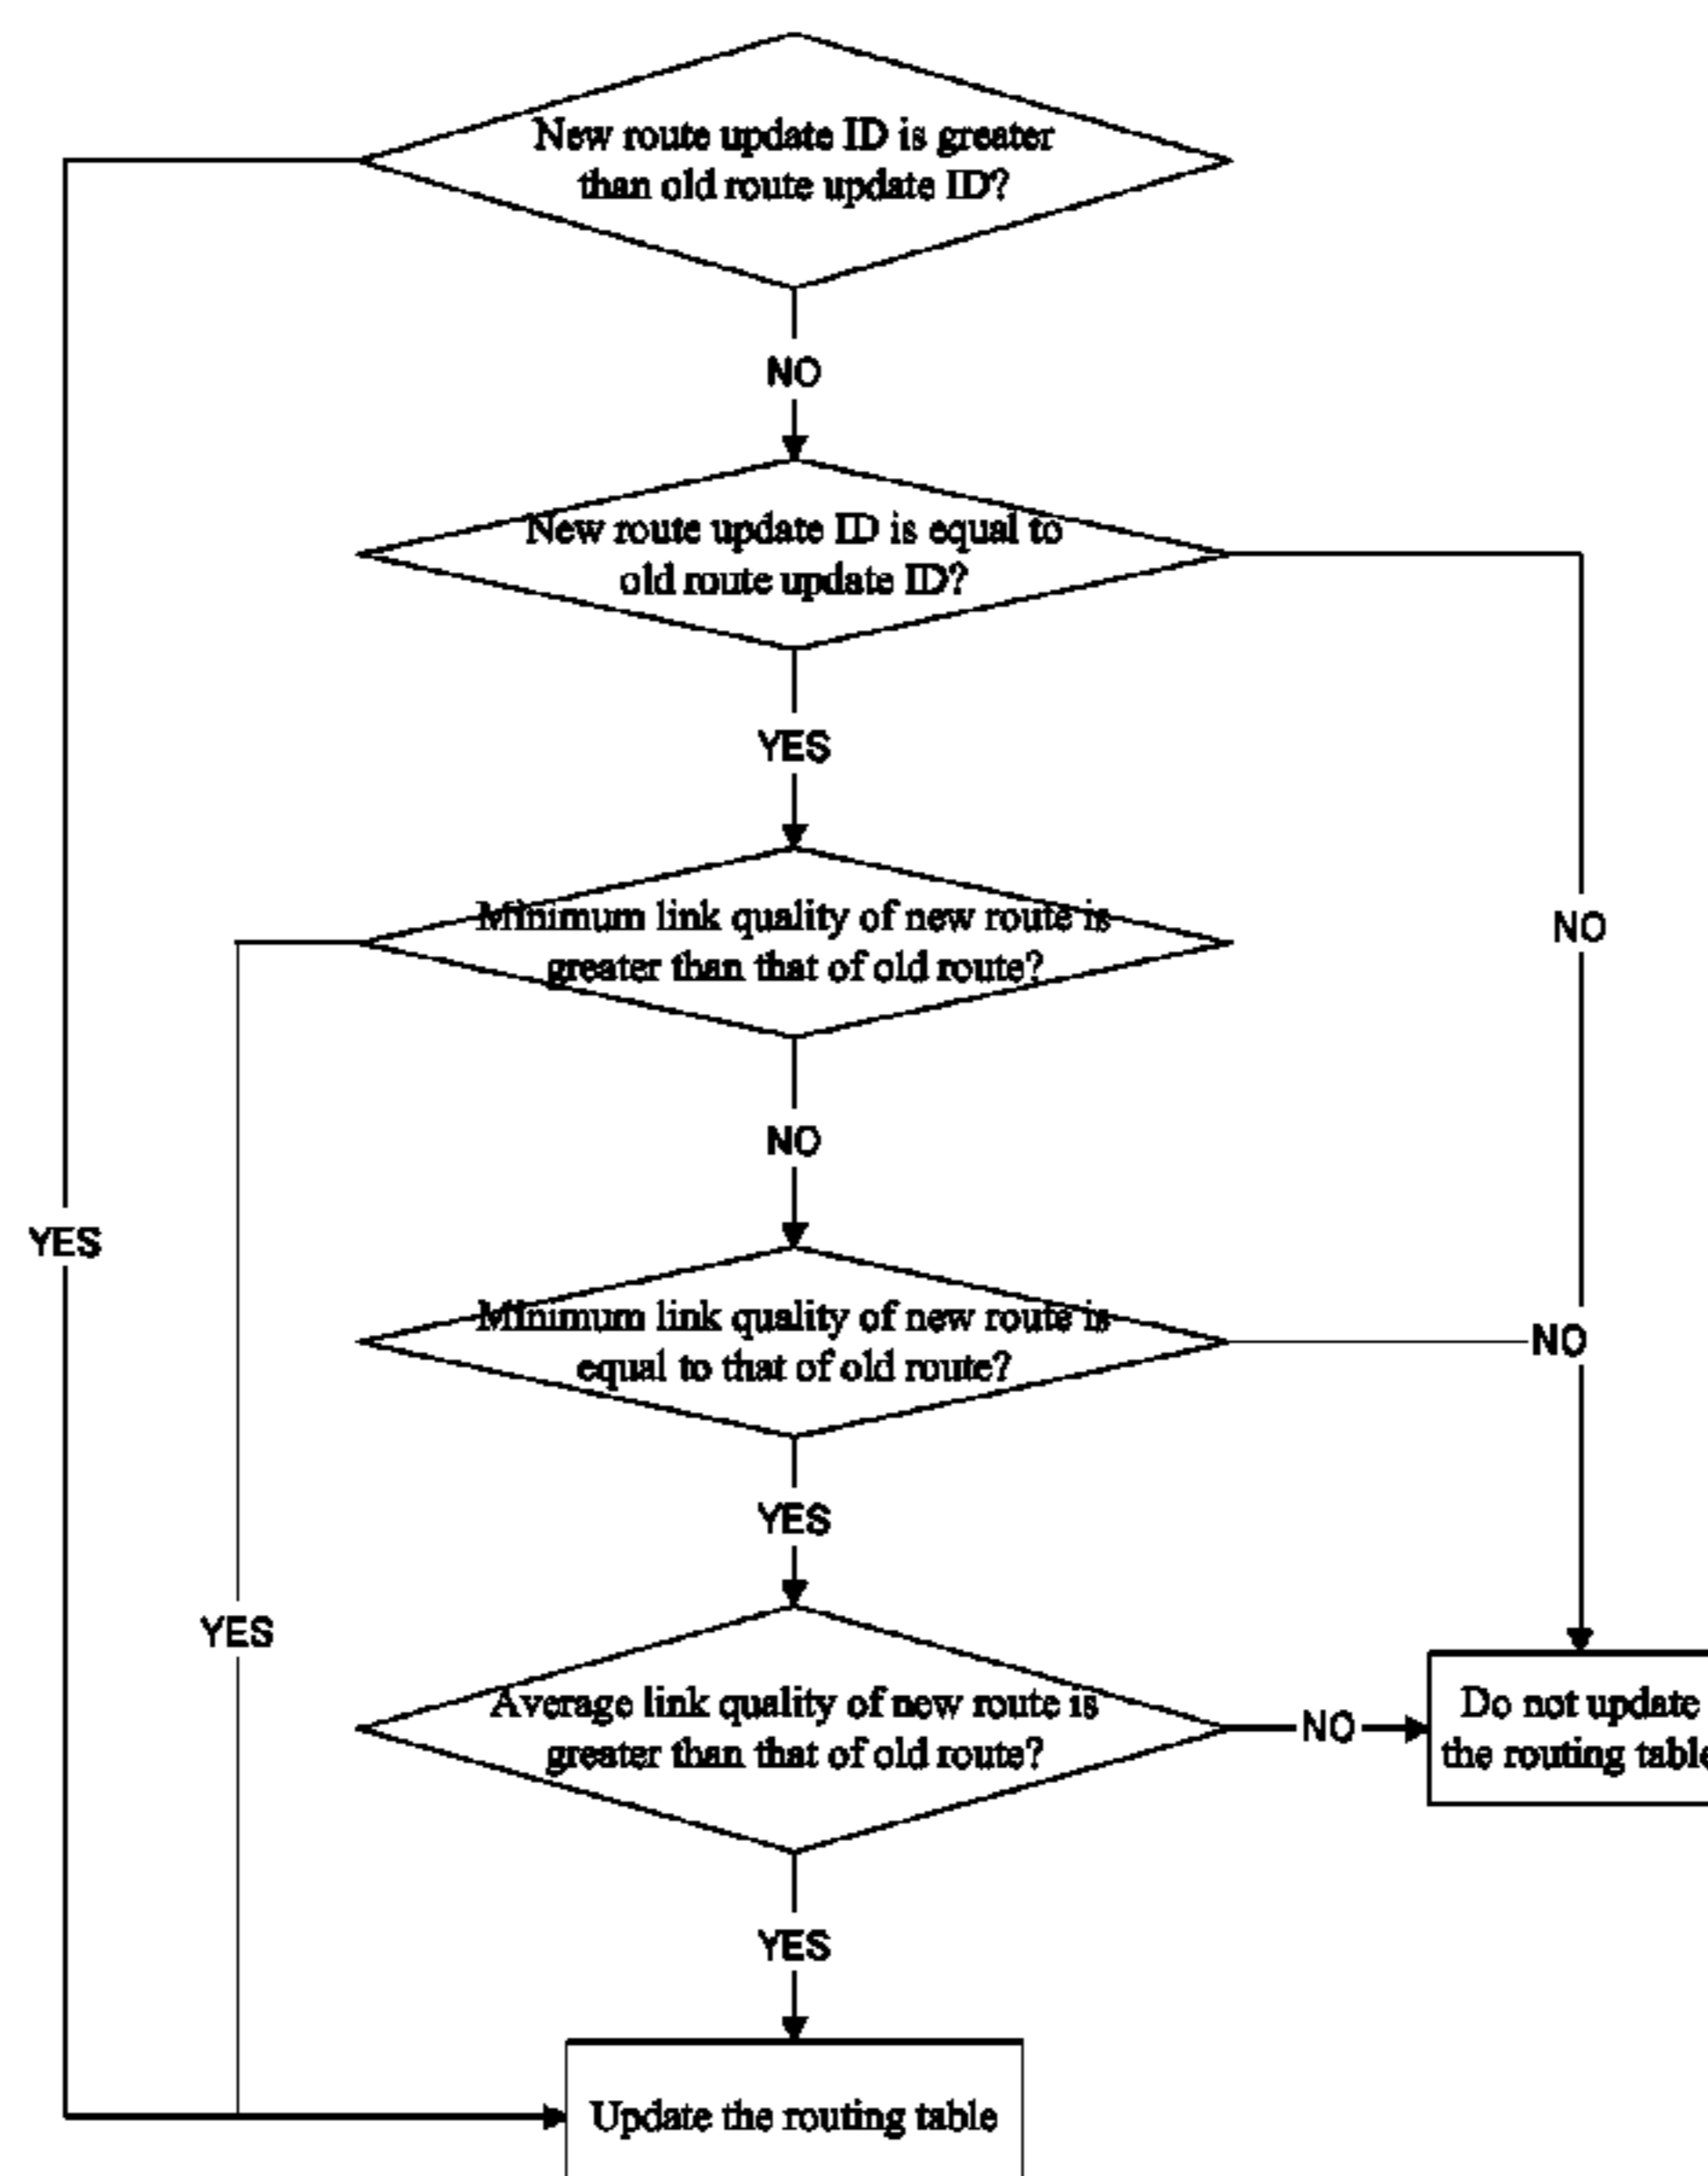 New route update ID is greater
than old route update ID?
NO
New route update ID is equal to
old route update ID?
YES
Minimum link quality of new route is
greater than that of old route?
NO
NO
YES
Minimum link quality of new route is
equal to that of old route?
NO
YES
YES
Average link quality of new route is
greater than that of old route?
NO
Do not update
the routing table
YES
Update the routing table